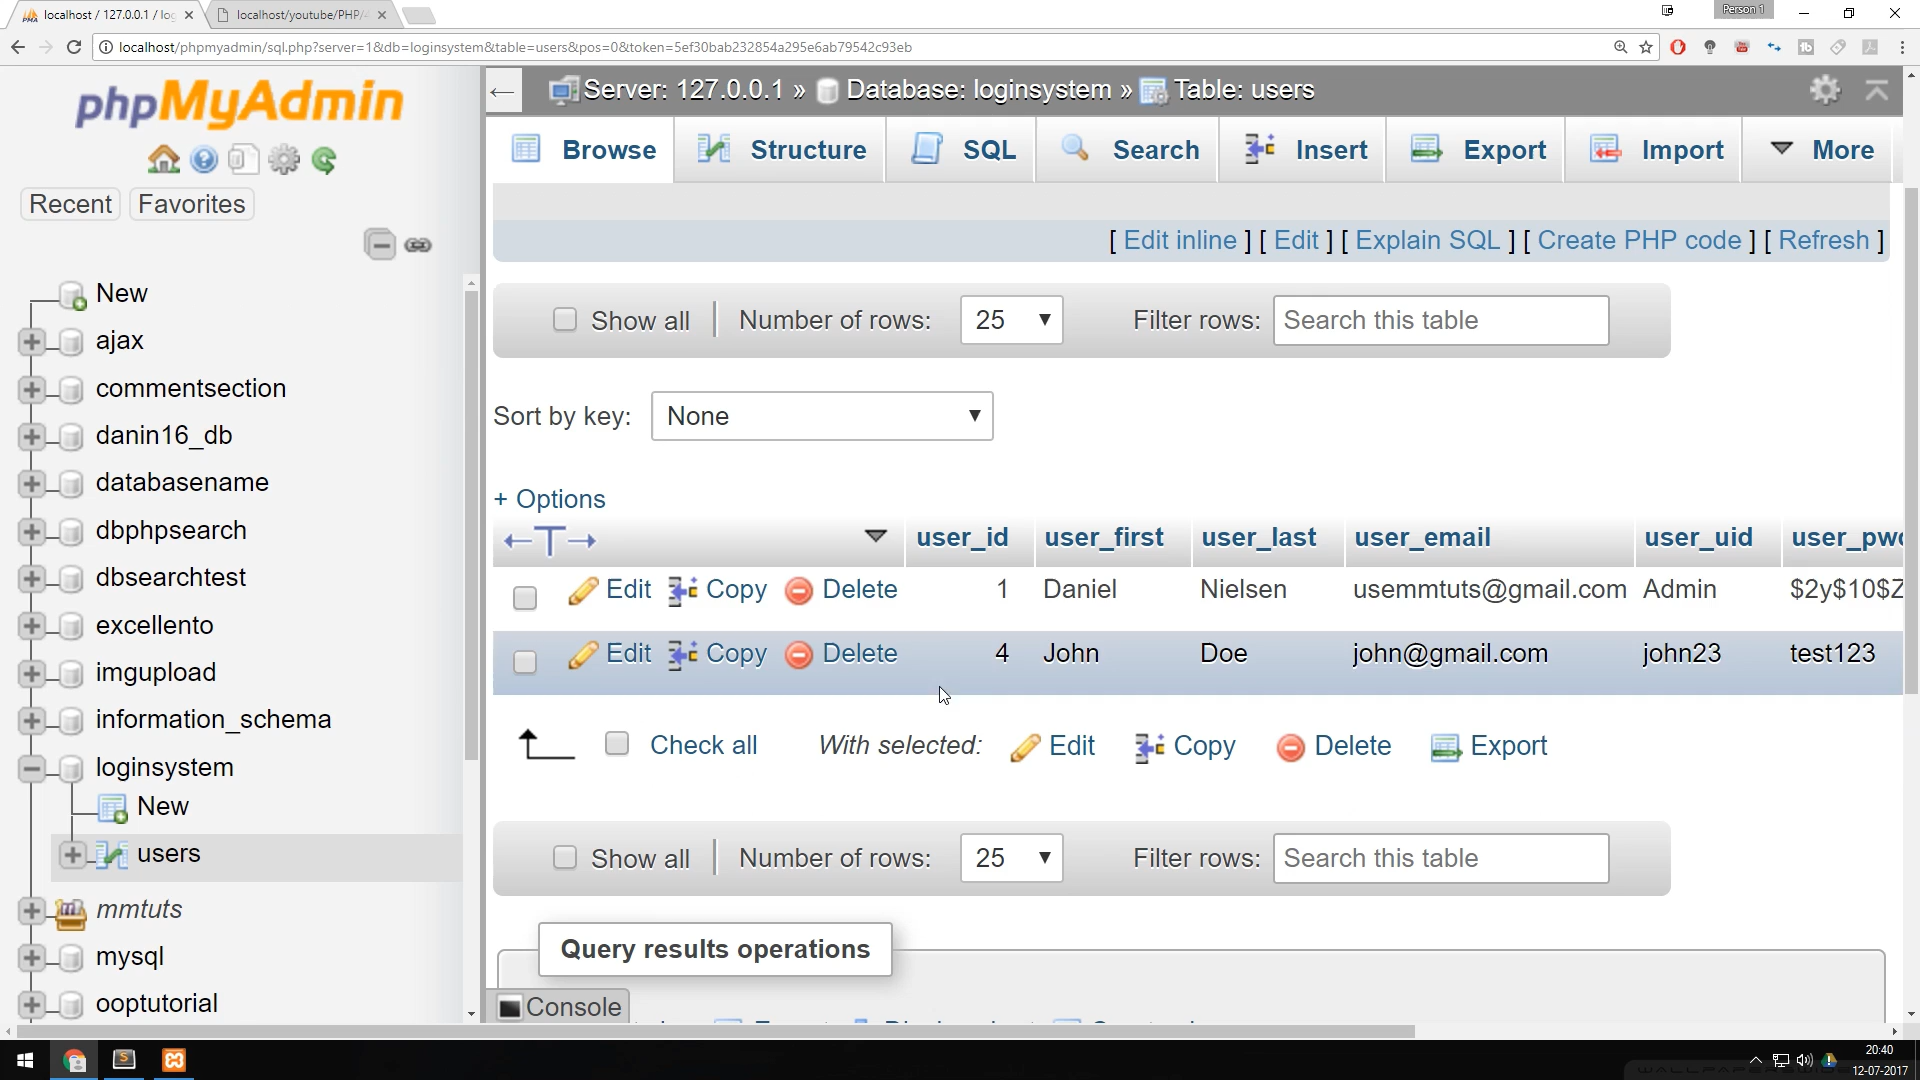 localhost / 127.0.0.1 / log
localhost/youtube/PHP/4
Person 1
localhost/phpmyadmin/sql.php?server=1&db=loginsystem&table=users&pos=0&token=5ef30bab232854a295e6ab79542c93eb
phpMyAdmin
Recent Favorites
New
ajax
commentsection
danin16_db
databasename
dbphpsearch
dbsearchtest
excellento
imgupload
information_schema
loginsystem
New
users
mmtuts
mysql
ooptutorial
Server: 127.0.0.1 » Database: loginsystem » Table: users
Browse Structure SQL Search Insert Export Import More
[ Edit inline ] [ Edit ] [ Explain SQL ] [ Create PHP code ] [ Refresh ]
Show all Number of rows: 25 Filter rows: Search this table
Sort by key: None
+ Options
user_id user_first user_last user_email user_uid user_pwd
Edit Copy Delete 1 Daniel Nielsen usemmtuts@gmail.com Admin $2y$10$Z
Edit Copy Delete 4 John Doe john@gmail.com john23 test123
Check all With selected: Edit Copy Delete Export
Show all Number of rows: 25 Filter rows: Search this table
Query results operations
Console
20:40
12-07-2017